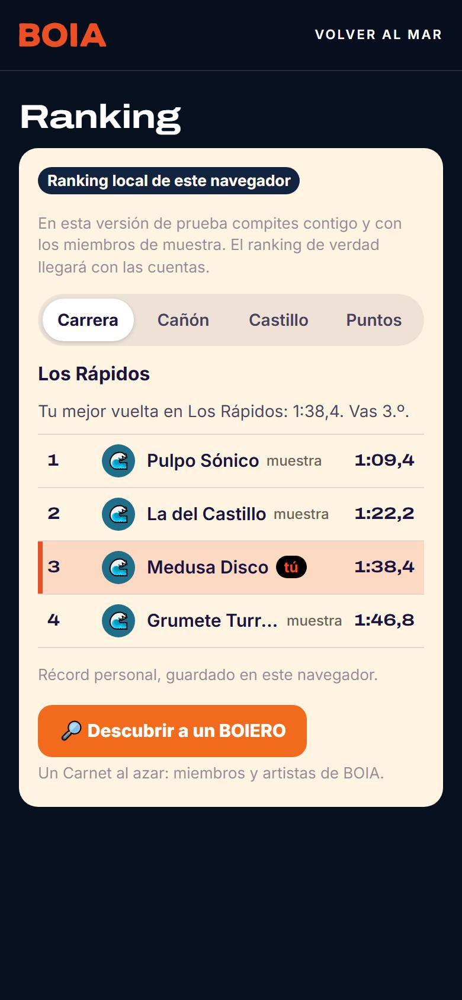 BOIA
VOLVER AL MAR
Ranking
Ranking local de este navegador
En esta versión de prueba compites contigo y con
los miembros de muestra. El ranking de verdad
llegará con las cuentas.
Carrera Cañón Castillo Puntos
Los Rápidos
Tu mejor vuelta en Los Rápidos: 1:38,4. Vas 3.º.
1 Pulpo Sónico muestra 1:09,4
2 La del Castillo muestra 1:22,2
3 Medusa Disco tú 1:38,4
4 Grumete Turr... muestra 1:46,8
Récord personal, guardado en este navegador.
Descubrir a un BOIERO
Un Carnet al azar: miembros y artistas de BOIA.